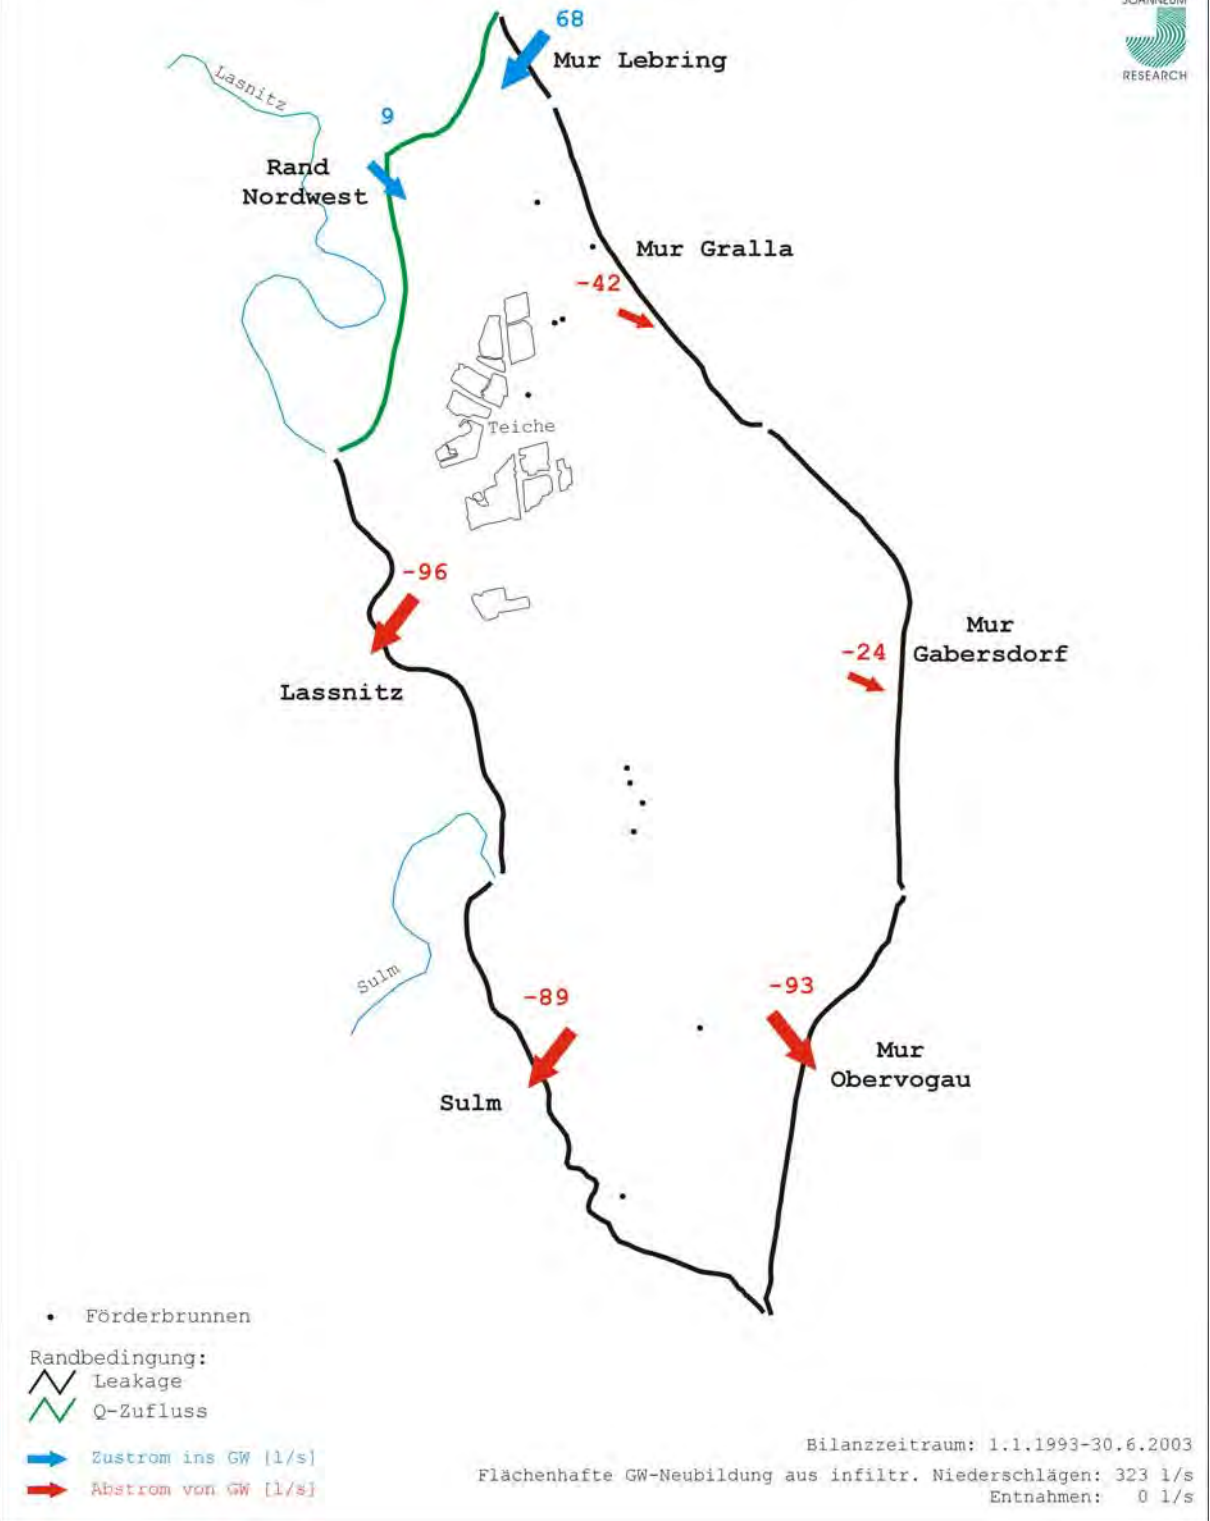 JOANNEUM
RESEARCH
68
Mur Lebring
Lasnitz
9
Rand
Nordwest
Mur Gralla
-42
Teiche
-96
Lassnitz
Mur
Gabersdorf
-24
Sulm
-89
-93
Mur
Obervogau
Sulm
Förderbrunnen
Randbedingung:
Leakage
Q-Zufluss
Zustrom ins GW [l/s]
Abstrom von GW [l/s]
Bilanzzeitraum: 1.1.1993-30.6.2003
Flächenhafte GW-Neubildung aus infiltr. Niederschlägen: 323 l/s
Entnahmen: 0 l/s